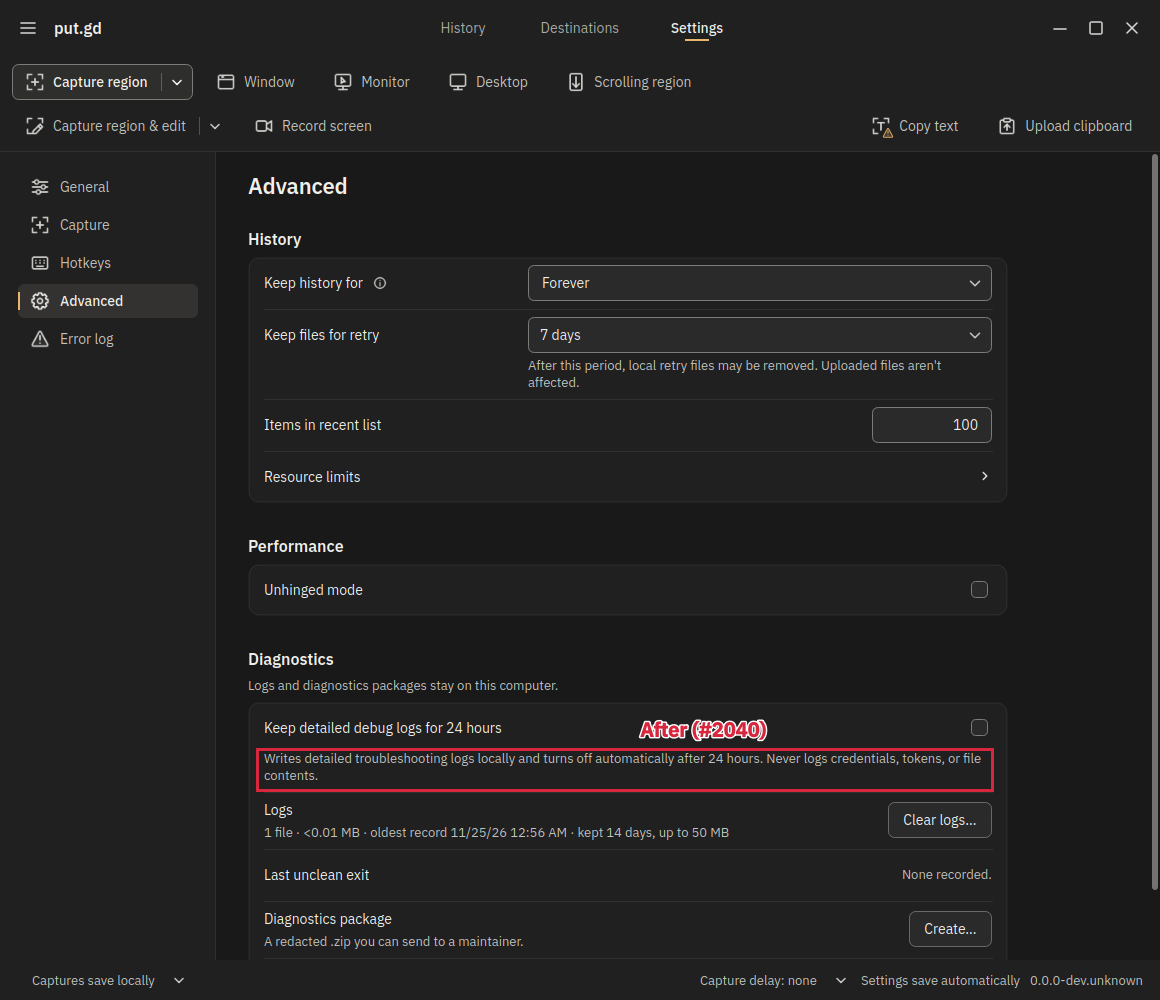 put.gd
History
Destinations
Settings
Capture region
Window
Monitor
Desktop
Scrolling region
Capture region & edit
Record screen
Copy text
Upload clipboard
General
Capture
Hotkeys
Advanced
Error log
Advanced
History
Keep history for
Forever
Keep files for retry
7 days
After this period, local retry files may be removed. Uploaded files aren't
affected.
Items in recent list
100
Resource limits
Performance
Unhinged mode
Diagnostics
Logs and diagnostics packages stay on this computer.
Keep detailed debug logs for 24 hours
After (#2040)
Writes detailed troubleshooting logs locally and turns off automatically after 24 hours. Never logs credentials, tokens, or file
contents.
Logs
1 file · <0.01 MB · oldest record 11/25/26 12:56 AM · kept 14 days, up to 50 MB
Clear logs...
Last unclean exit
None recorded.
Diagnostics package
A redacted .zip you can send to a maintainer.
Create...
Captures save locally
Capture delay: none
Settings save automatically
0.0.0-dev.unknown